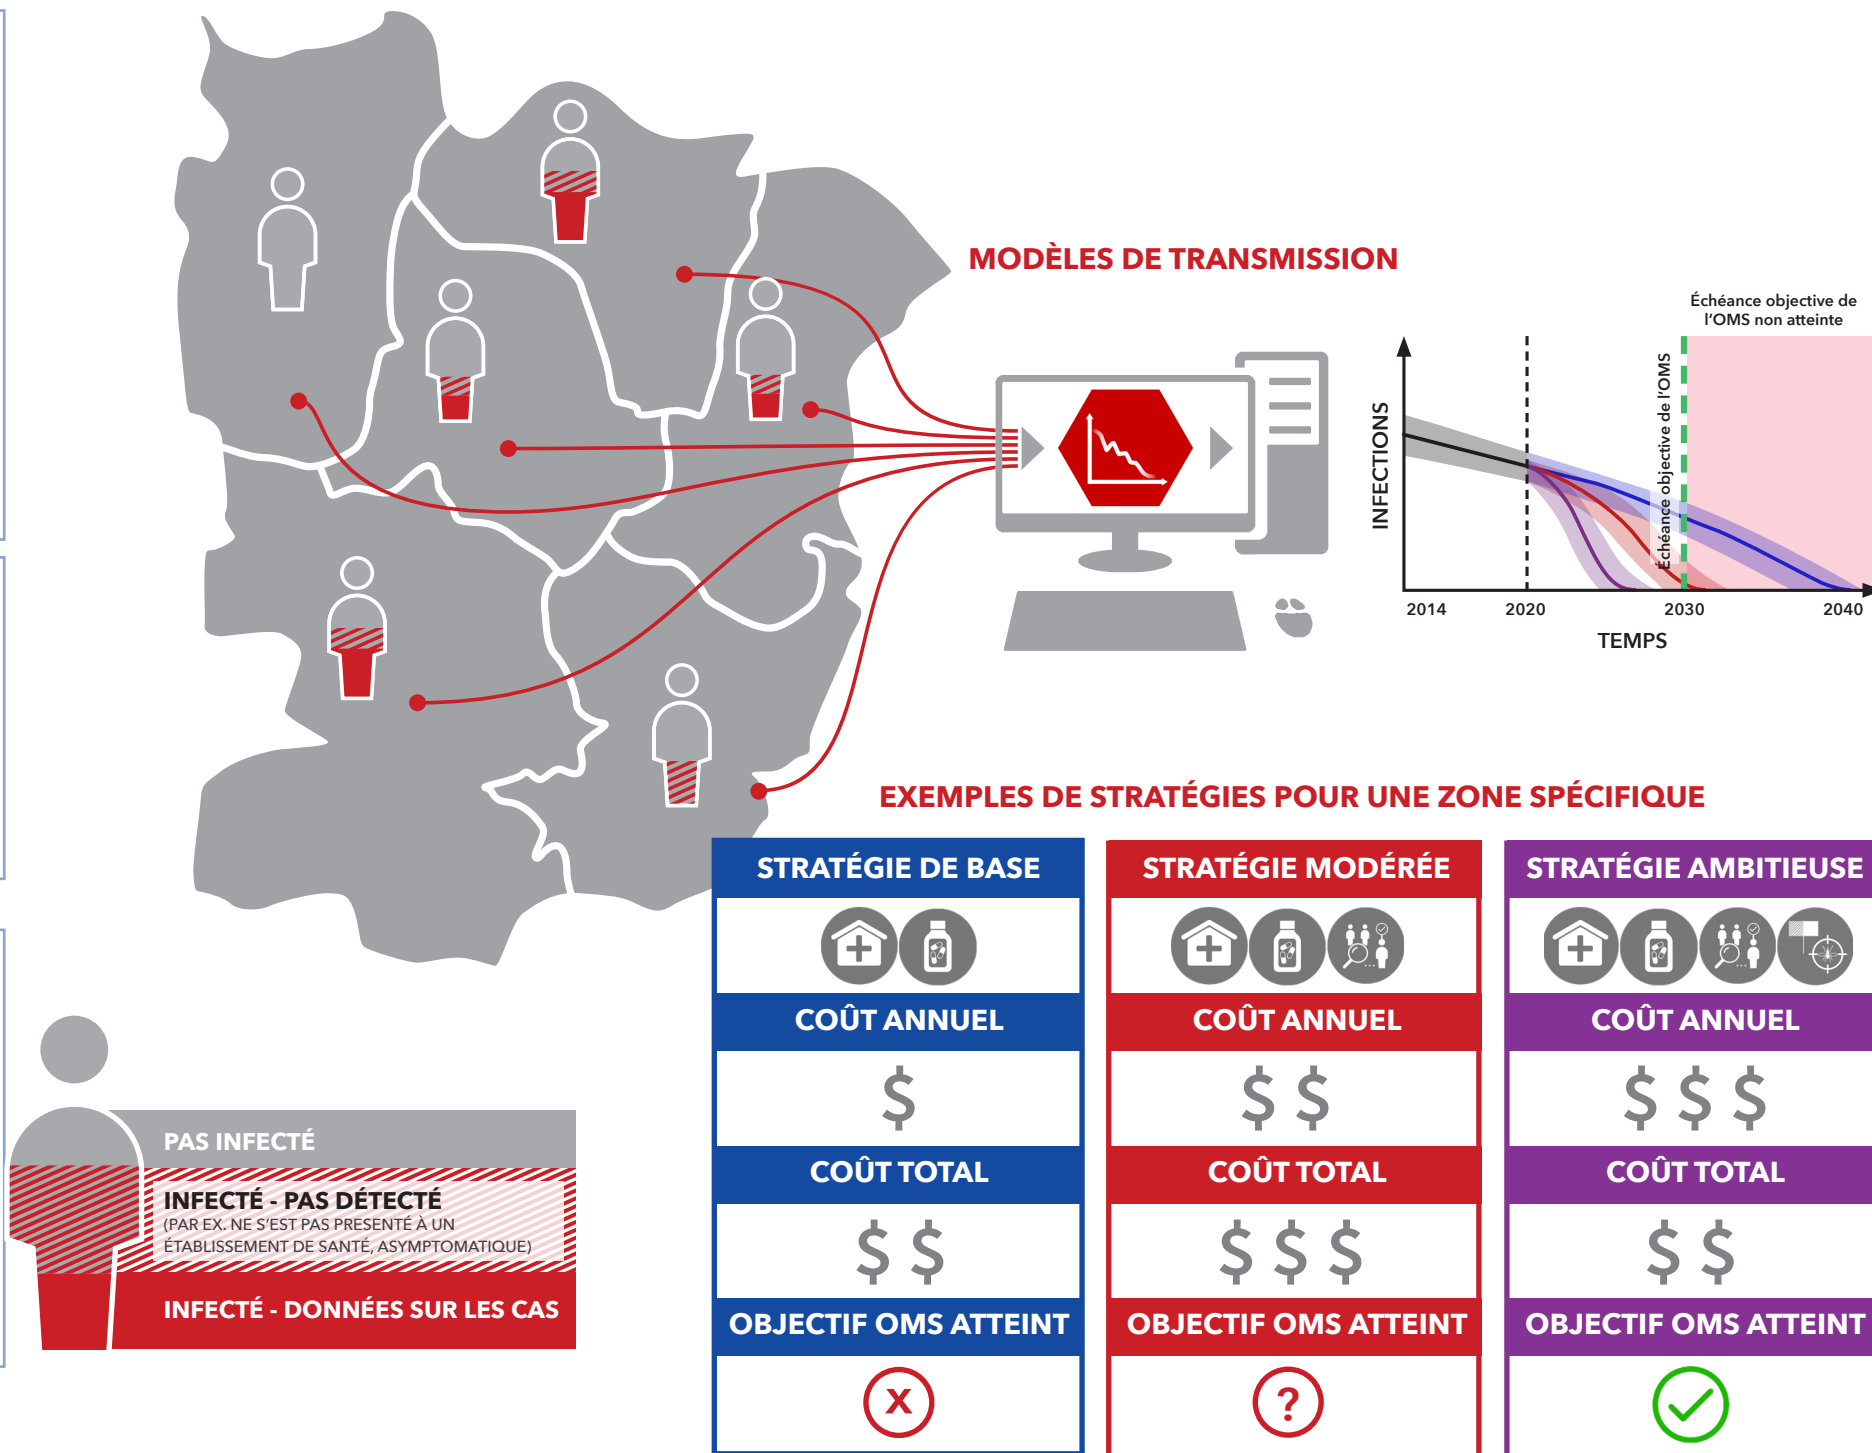 MODÈLES DE TRANSMISSION
Échéance objective de
l'OMS non atteinte
Échéance objective de l'OMS
INFECTIONS
2014
2020
2030
2040
TEMPS
EXEMPLES DE STRATÉGIES POUR UNE ZONE SPÉCIFIQUE
STRATÉGIE DE BASE
COÛT ANNUEL
$
COÛT TOTAL
$ $
OBJECTIF OMS ATTEINT
X
STRATÉGIE MODÉRÉE
COÛT ANNUEL
$ $
COÛT TOTAL
$ $ $
OBJECTIF OMS ATTEINT
?
STRATÉGIE AMBITIEUSE
COÛT ANNUEL
$ $ $
COÛT TOTAL
$ $
OBJECTIF OMS ATTEINT
PAS INFECTÉ
INFECTÉ - PAS DÉTECTÉ
(PAR EX. NE S'EST PAS PRESENTÉ À UN
ÉTABLISSEMENT DE SANTÉ, ASYMPTOMATIQUE)
INFECTÉ - DONNÉES SUR LES CAS